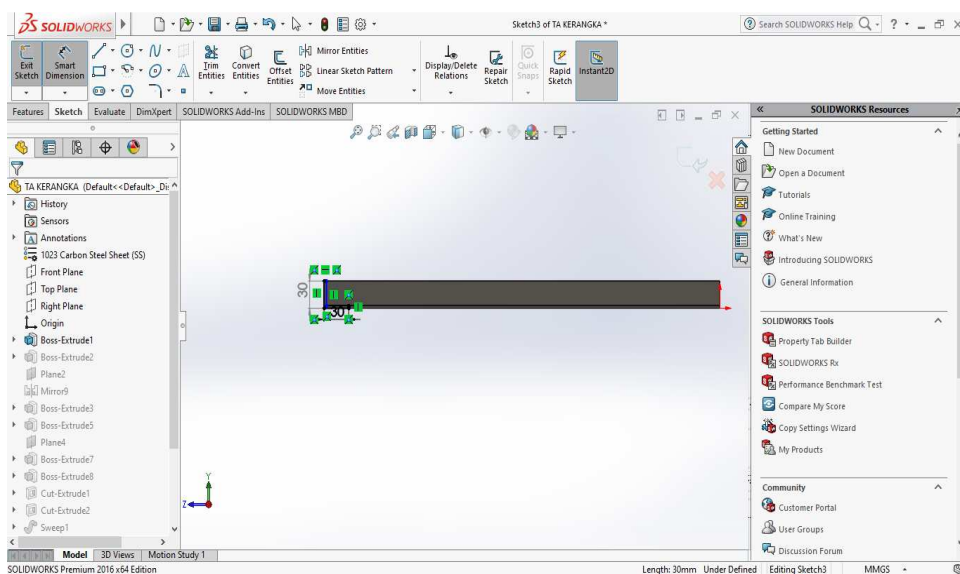 SOLIDWORKS
Sketch3 of TA KERANGKA *
Search SOLIDWORKS Help
Exit Sketch
Smart Dimension
Trim Entities
Convert Entities
Offset Entities
Mirror Entities
Linear Sketch Pattern
Move Entities
Display/Delete Relations
Repair Sketch
Quick Snaps
Rapid Sketch
Instant2D
Features Sketch Evaluate DimXpert SOLIDWORKS Add-Ins SOLIDWORKS MBD
TA KERANGKA (Default<<Default>_Di
History
Sensors
Annotations
1023 Carbon Steel Sheet (SS)
Front Plane
Top Plane
Right Plane
Origin
Boss-Extrude1
Boss-Extrude2
Plane2
Mirror9
Boss-Extrude3
Boss-Extrude5
Plane4
Boss-Extrude7
Boss-Extrude8
Cut-Extrude1
Cut-Extrude2
Sweep1
30
30
Y
Z
SOLIDWORKS Resources
Getting Started
New Document
Open a Document
Tutorials
Online Training
What's New
Introducing SOLIDWORKS
General Information
SOLIDWORKS Tools
Property Tab Builder
SOLIDWORKS Rx
Performance Benchmark Test
Compare My Score
Copy Settings Wizard
My Products
Community
Customer Portal
User Groups
Discussion Forum
Model 3D Views Motion Study 1
SOLIDWORKS Premium 2016 x64 Edition
Length: 30mm Under Defined Editing Sketch3 MMGS